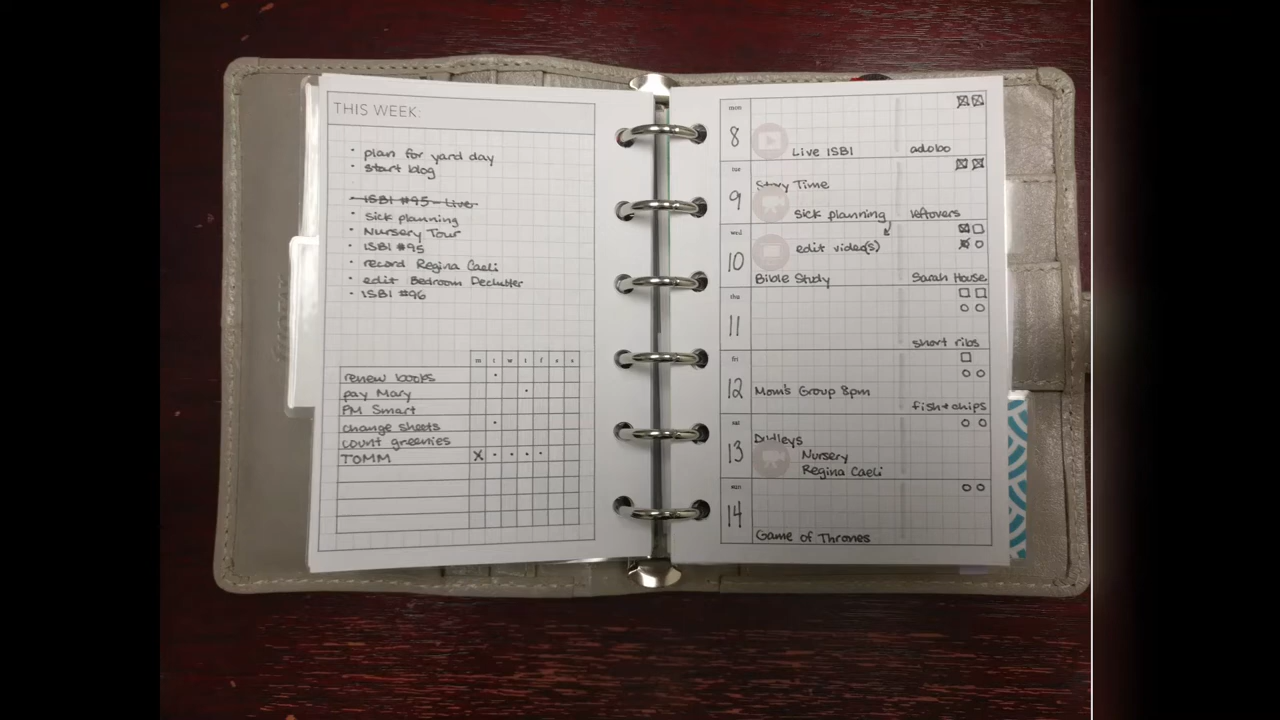 THIS WEEK:
• plan for yard day
• start blog
• ISBI #95 - Live
• Sick planning
• Nursery Tour
• ISBI #95
• record Regina Caeli
• edit Bedroom Declutter
• ISBI #96
m t w t f s s
renew books
pay Mary
PM Smart
change sheets
count greenies
TOMM X
mon
8
Live ISBI adobo
tue
9
Story Time
sick planning leftovers
wed
10
edit video(s)
Bible Study Sarah House
thu
11
short ribs
fri
12
Mom's Group 8pm
fish + chips
sat
13
Nursery
Regina Caeli
sun
14
Game of Thrones